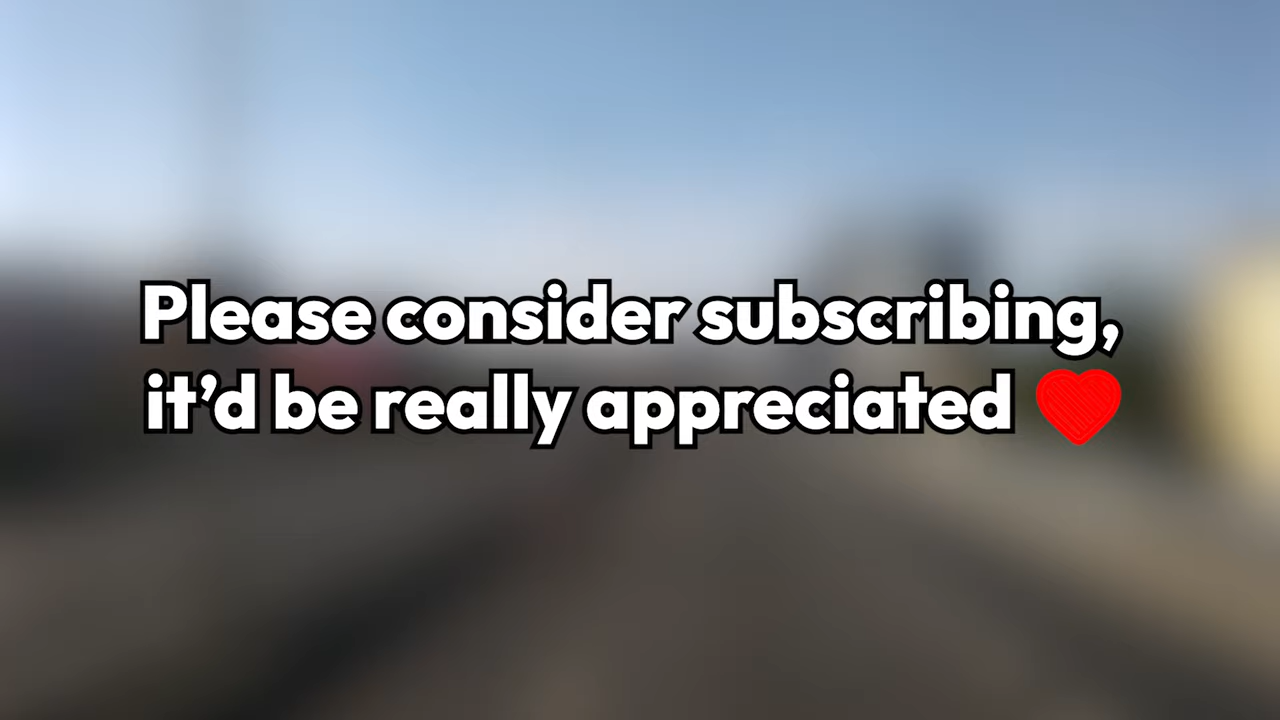 Please consider subscribing,
it’d be really appreciated ❤️